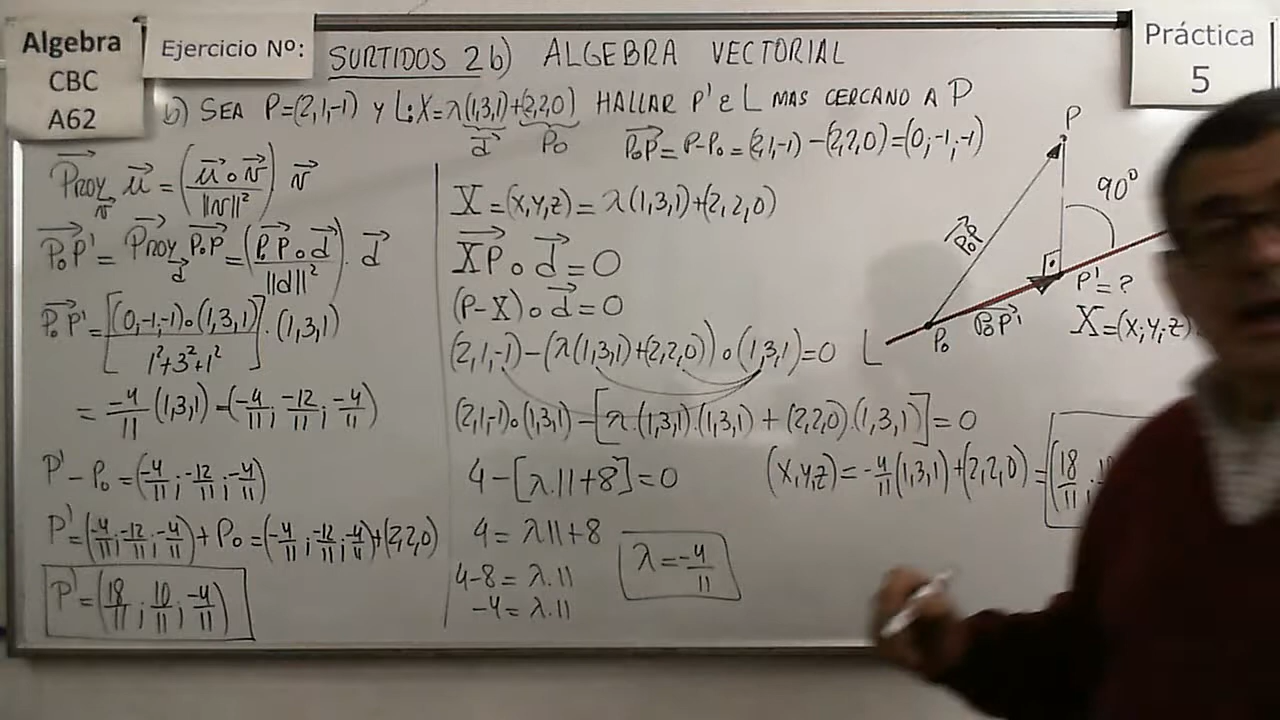 Algebra
CBC
A62
Ejercicio Nº:
SURTIDOS 2b) ALGEBRA VECTORIAL
Práctica
5
b) SEA P=(2,1,-1) y L:X=λ(1,3,1)+(2,2,0) HALLAR P' ε L MAS CERCANO A P
d⃗ P₀
P₀P⃗ = P-P₀ = (2,1,-1) - (2,2,0) = (0;-1,-1)
Proy⃗_v⃗ u⃗ = (u⃗ ∘ v⃗ / ||v||²) v⃗
P₀P'⃗ = Proy⃗_d⃗ P₀P⃗ = (P₀P⃗ ∘ d⃗ / ||d||²) . d⃗
P₀P'⃗ = [(0,-1,-1)∘(1,3,1) / 1²+3²+1²] . (1,3,1)
= -4/11 (1,3,1) = (-4/11 ; -12/11 ; -4/11)
P' - P₀ = (-4/11 ; -12/11 ; -4/11)
P' = (-4/11 ; -12/11 ; -4/11) + P₀ = (-4/11 ; -12/11 ; -4/11) + (2,2,0)
P' = (18/11 ; 10/11 ; -4/11)
X = (x,y,z) = λ(1,3,1)+(2,2,0)
XP⃗ ∘ d⃗ = 0
(P-X) ∘ d⃗ = 0
(2,1,-1) - (λ(1,3,1)+(2,2,0)) ∘ (1,3,1) = 0
(2,1,-1)∘(1,3,1) - [λ.(1,3,1).(1,3,1) + (2,2,0).(1,3,1)] = 0
4 - [λ.11+8] = 0
4 = λ11+8
4-8 = λ.11
-4 = λ.11
λ = -4/11
(x,y,z) = -4/11 (1,3,1) + (2,2,0) = (18/11 ;
P
90°
P₀P⃗
P' = ?
X = (x;y;z)
P₀P'⃗
P₀
L